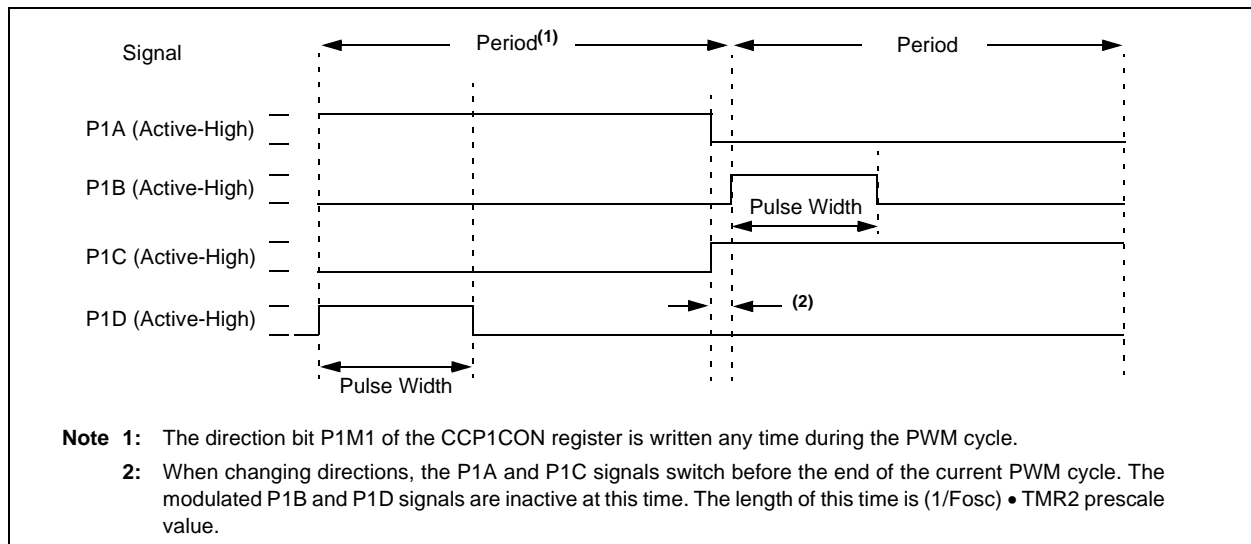 Signal
Period(1)
Period
P1A (Active-High)
P1B (Active-High)
Pulse Width
P1C (Active-High)
(2)
P1D (Active-High)
Pulse Width
Note 1: The direction bit P1M1 of the CCP1CON register is written any time during the PWM cycle.
2: When changing directions, the P1A and P1C signals switch before the end of the current PWM cycle. The
modulated P1B and P1D signals are inactive at this time. The length of this time is (1/Fosc) • TMR2 prescale
value.